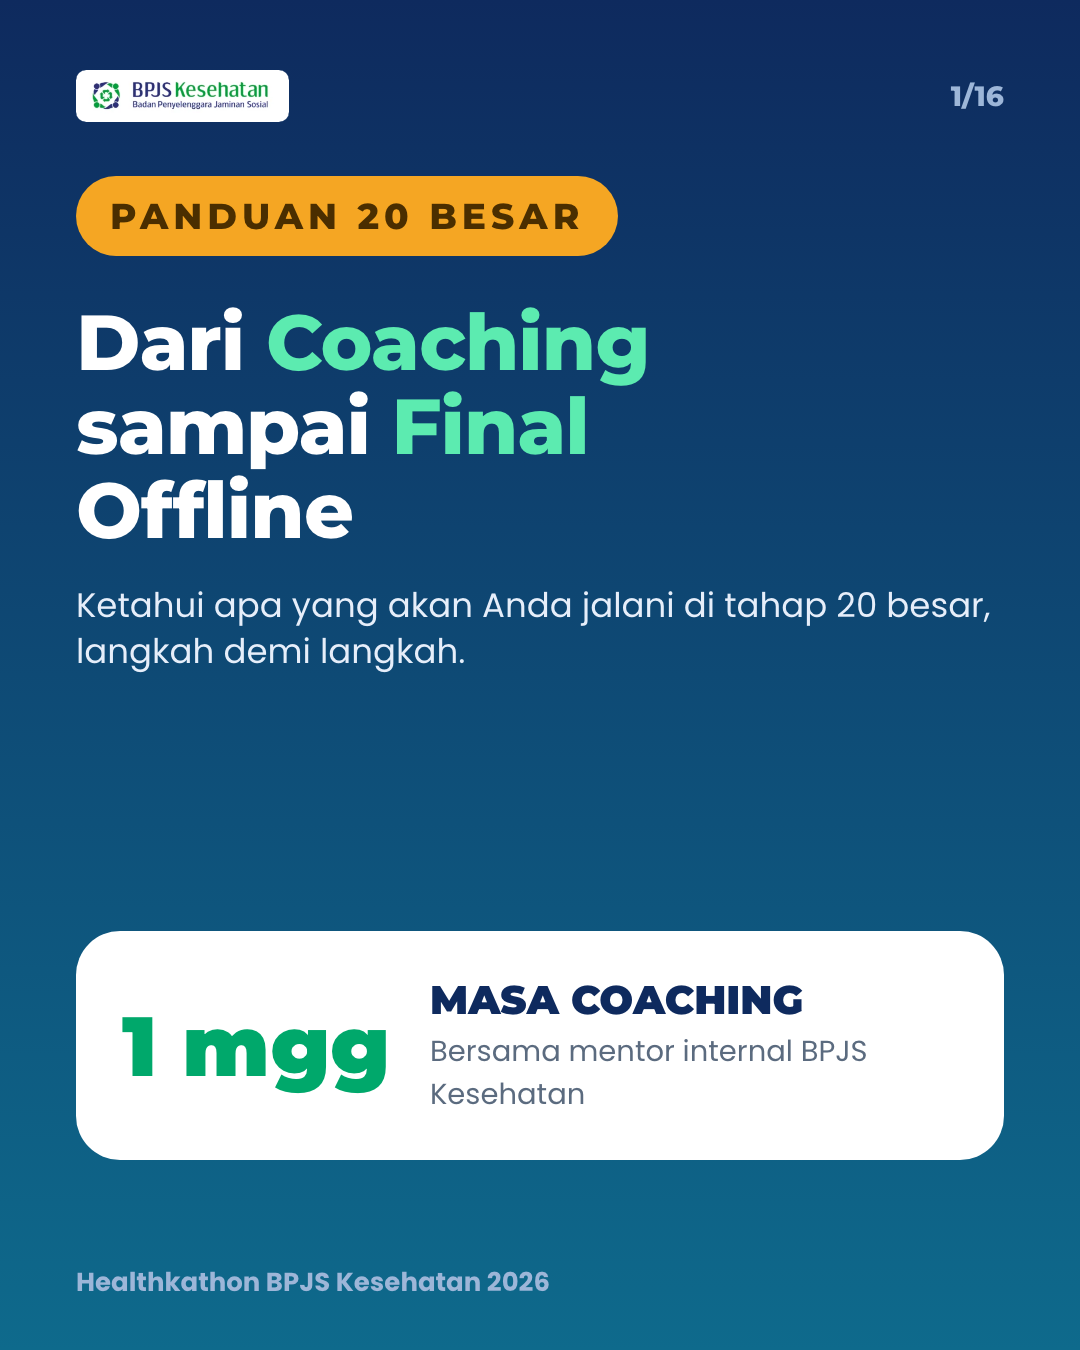 BPJS Kesehatan
Badan Penyelenggara Jaminan Sosial
1/16
PANDUAN 20 BESAR
Dari Coaching
sampai Final
Offline
Ketahui apa yang akan Anda jalani di tahap 20 besar,
langkah demi langkah.
1 mgg
MASA COACHING
Bersama mentor internal BPJS
Kesehatan
Healthkathon BPJS Kesehatan 2026